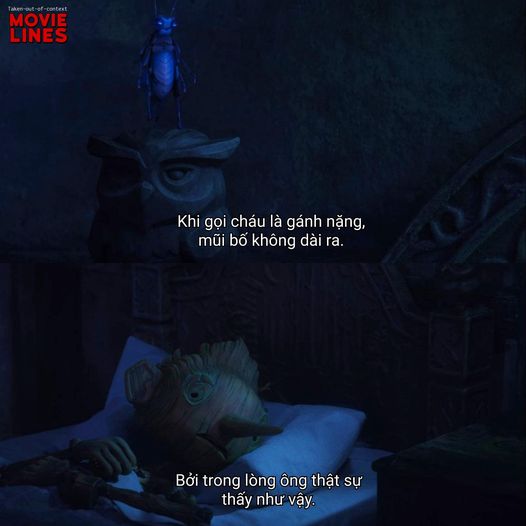 Taken-out-of-context
MOVIE
LINES
Khi gọi cháu là gánh nặng,
mũi bố không dài ra.
Bởi trong lòng ông thật sự
thấy như vậy.